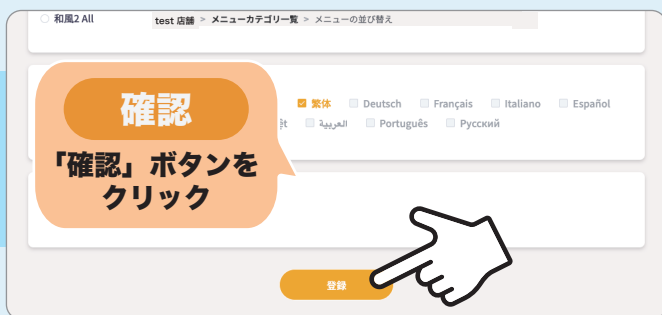 和風2 All
test 店舗 > メニューカテゴリ一覧 > メニューの並び替え
繁体 Deutsch Français Italiano Español
العربية Português Русский
確認
「確認」ボタンを
クリック
登録